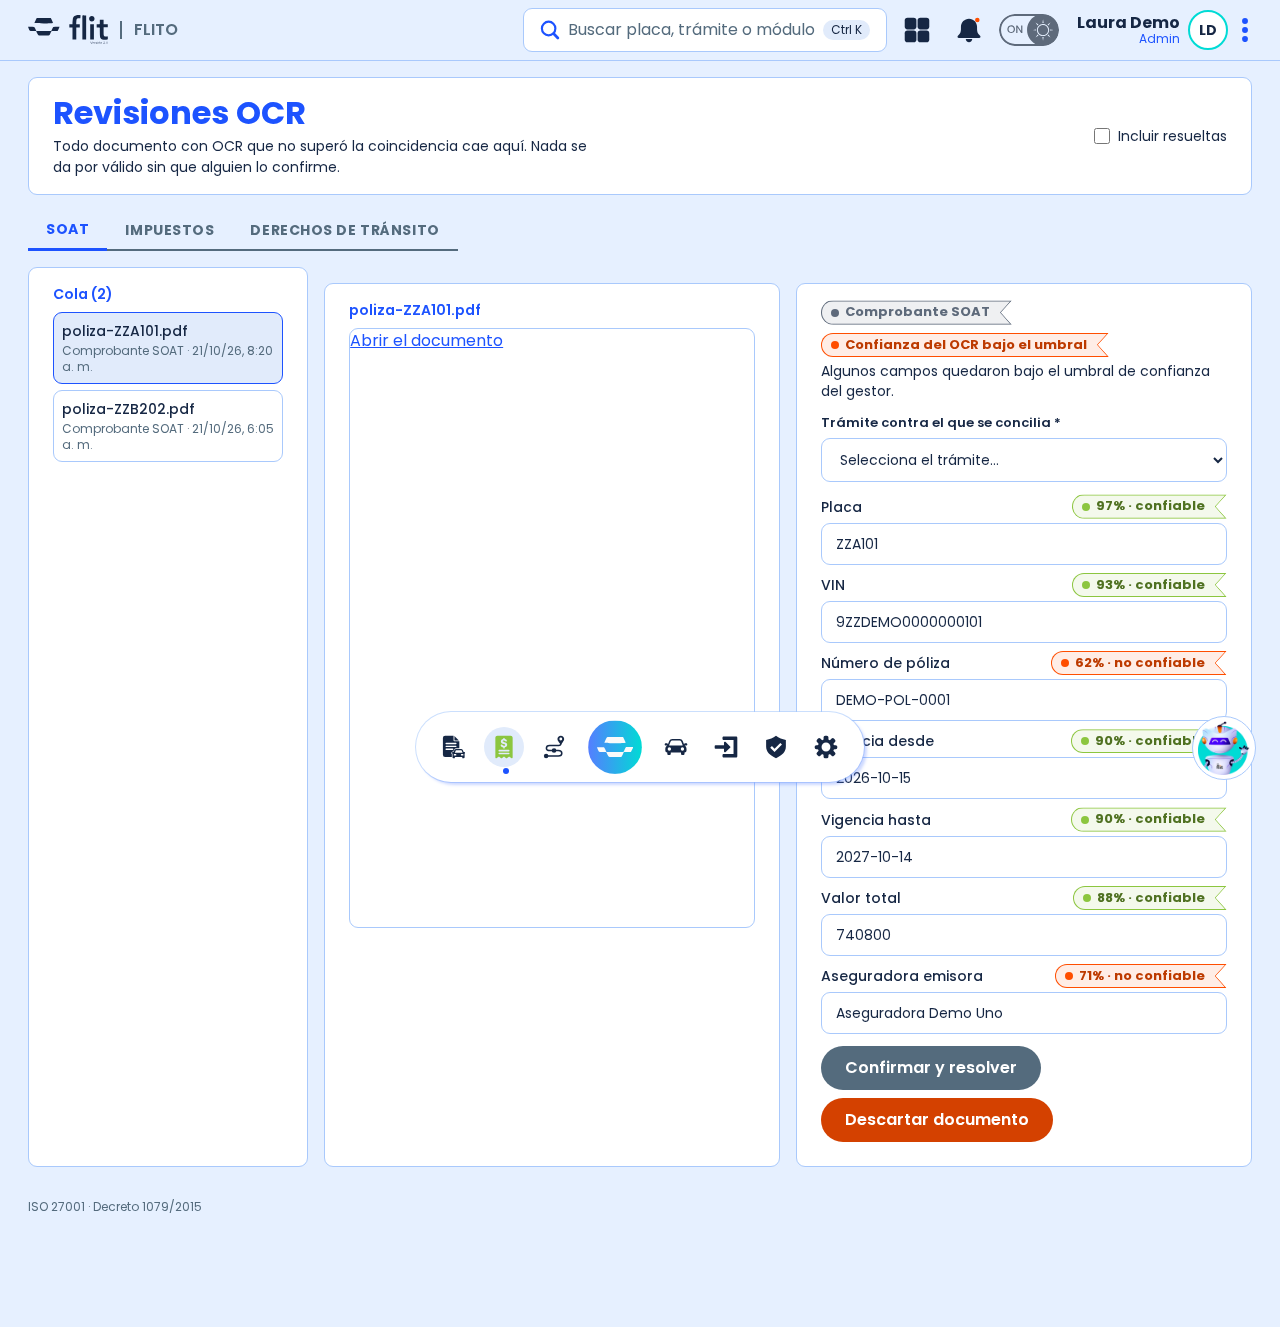 flit
FLITO
Buscar placa, trámite o módulo
Ctrl K
ON
Laura Demo
Admin
LD
Revisiones OCR
Todo documento con OCR que no superó la coincidencia cae aquí. Nada se
da por válido sin que alguien lo confirme.
Incluir resueltas
SOAT
IMPUESTOS
DERECHOS DE TRÁNSITO
Cola (2)
poliza-ZZA101.pdf
Comprobante SOAT · 21/10/26, 8:20
a. m.
poliza-ZZB202.pdf
Comprobante SOAT · 21/10/26, 6:05
a. m.
poliza-ZZA101.pdf
Abrir el documento
Comprobante SOAT
Confianza del OCR bajo el umbral
Algunos campos quedaron bajo el umbral de confianza
del gestor.
Trámite contra el que se concilia *
Selecciona el trámite...
Placa
97% · confiable
ZZA101
VIN
93% · confiable
9ZZDEMO0000000101
Número de póliza
62% · no confiable
DEMO-POL-0001
desde
90% ·
2026-10-15
Vigencia hasta
90% · confiable
2027-10-14
Valor total
88% · confiable
740800
Aseguradora emisora
71% · no confiable
Aseguradora Demo Uno
Confirmar y resolver
Descartar documento
ISO 27001 · Decreto 1079/2015